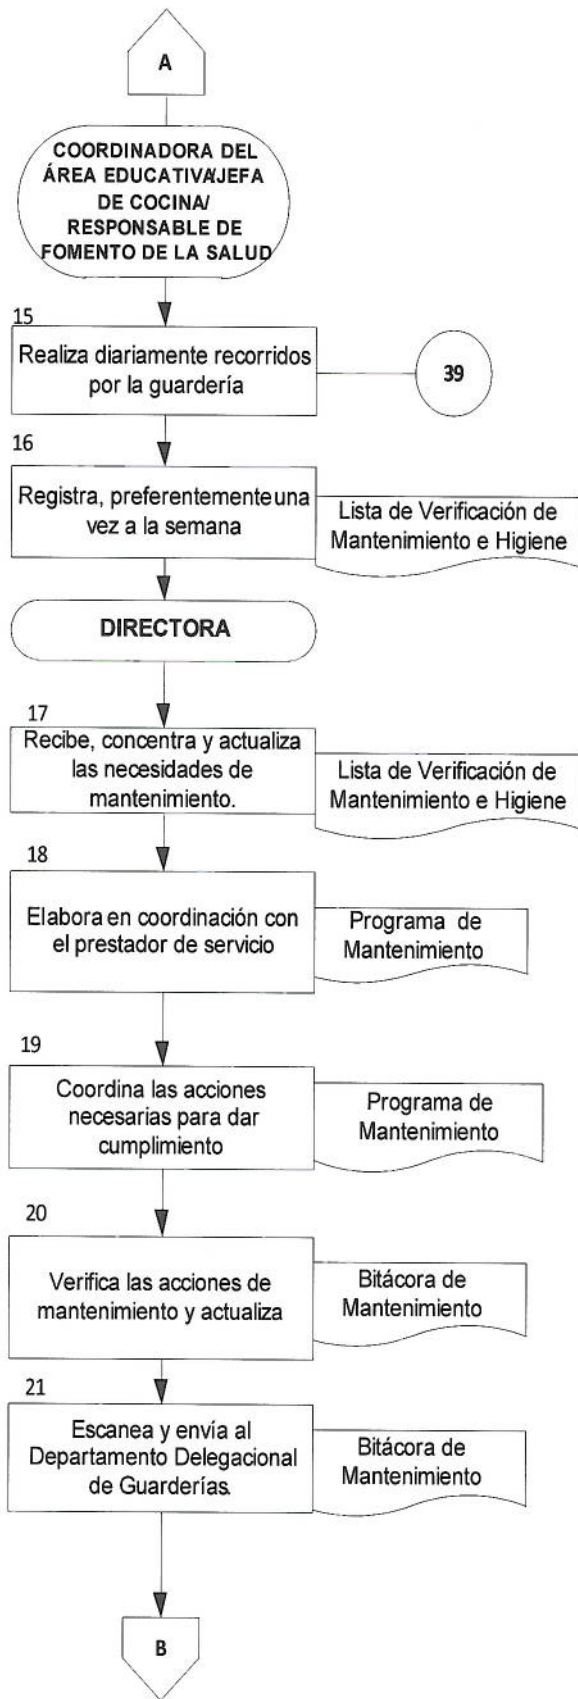 A
COORDINADORA DEL
ÁREA EDUCATIVA/JEFA
DE COCINA/
RESPONSABLE DE
FOMENTO DE LA SALUD
15
Realiza diariamente recorridos
por la guardería
39
16
Registra, preferentemente una
vez a la semana
Lista de Verificación de
Mantenimiento e Higiene
DIRECTORA
17
Recibe, concentra y actualiza
las necesidades de
mantenimiento.
Lista de Verificación de
Mantenimiento e Higiene
18
Elabora en coordinación con
el prestador de servicio
Programa de
Mantenimiento
19
Coordina las acciones
necesarias para dar
cumplimiento
Programa de
Mantenimiento
20
Verifica las acciones de
mantenimiento y actualiza
Bitácora de
Mantenimiento
21
Escanea y envía al
Departamento Delegacional
de Guarderías.
Bitácora de
Mantenimiento
B